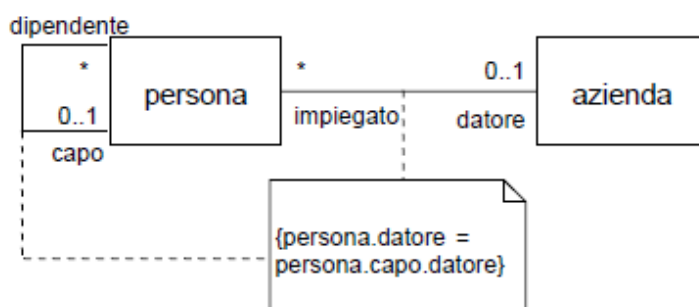 dipendente
*
0..1
capo
persona
*
impiegato
0..1
datore
azienda
{persona.datore =
persona.capo.datore}